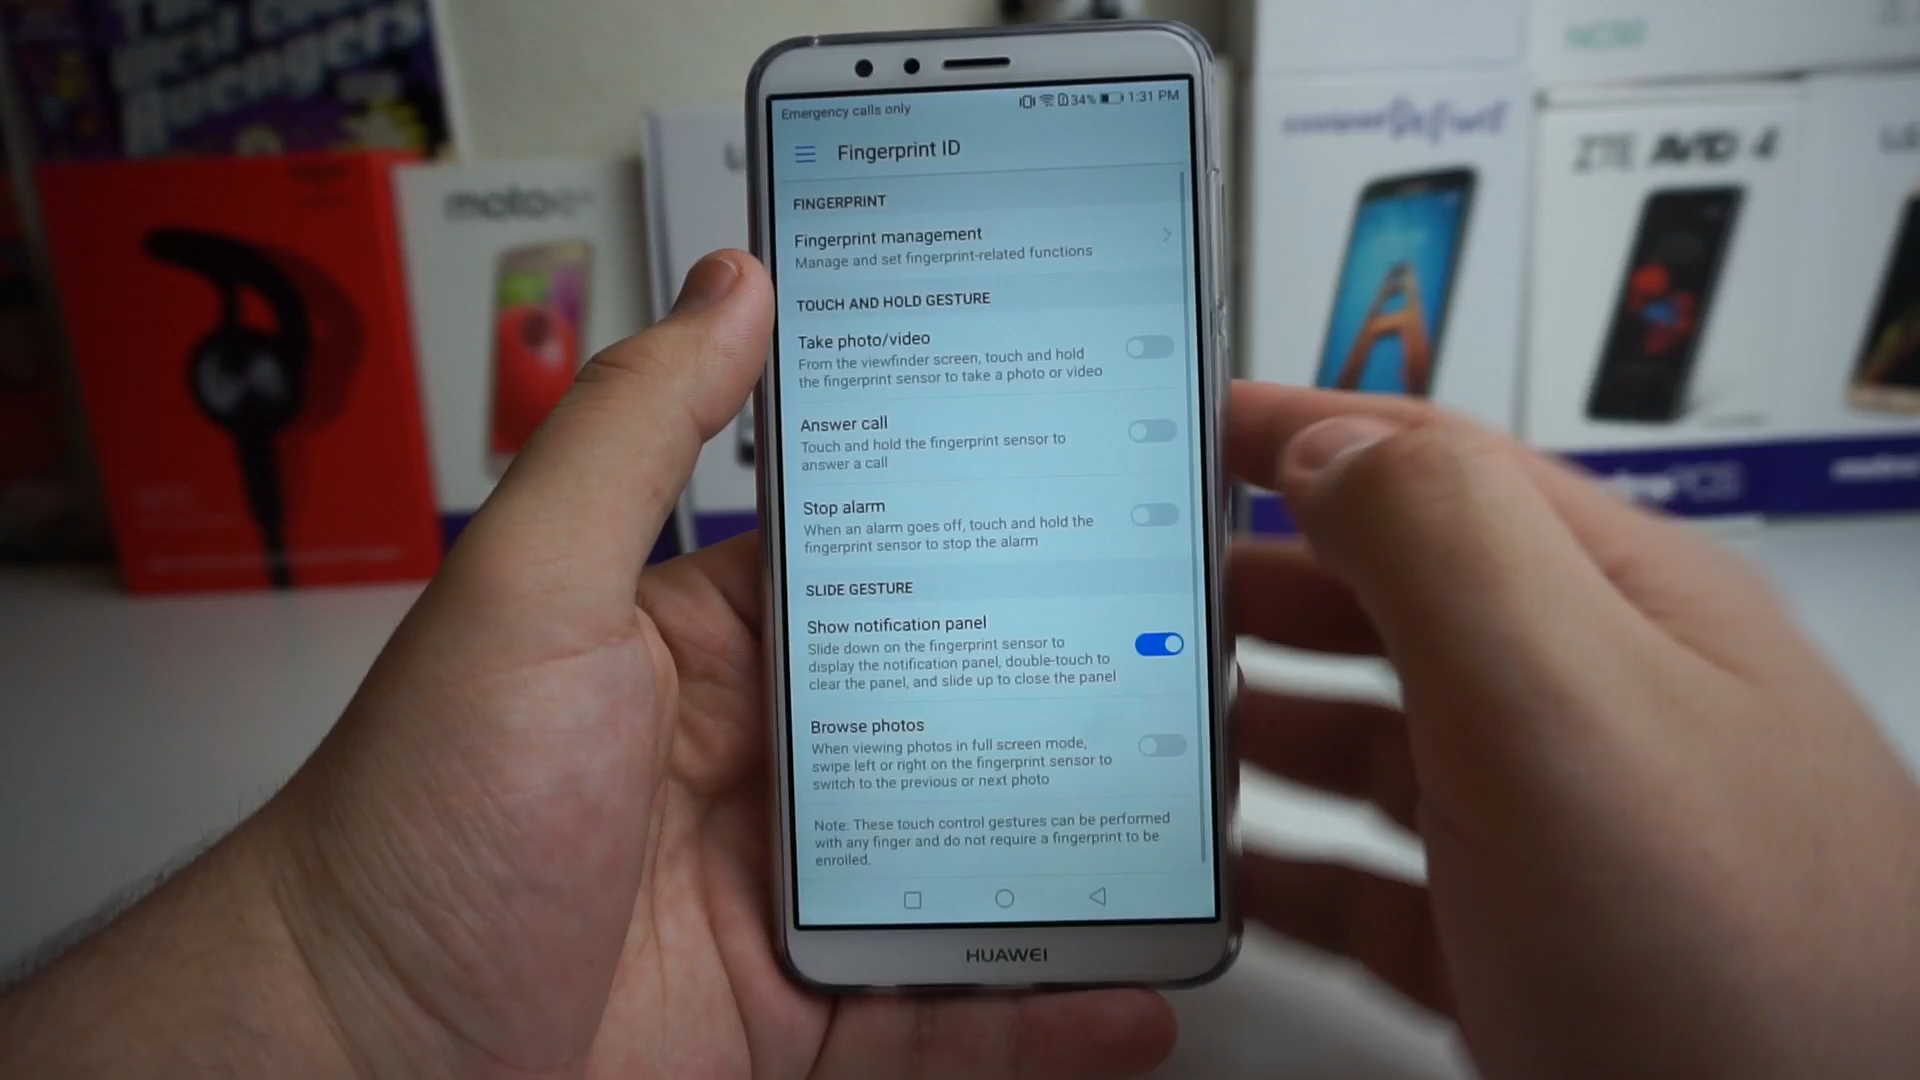 Avengers
moto e
coolpad Defiant
ZTE AVID 4
Emergency calls only
34% 1:31 PM
Fingerprint ID
FINGERPRINT
Fingerprint management
Manage and set fingerprint-related functions
TOUCH AND HOLD GESTURE
Take photo/video
From the viewfinder screen, touch and hold
the fingerprint sensor to take a photo or video
Answer call
Touch and hold the fingerprint sensor to
answer a call
Stop alarm
When an alarm goes off, touch and hold the
fingerprint sensor to stop the alarm
SLIDE GESTURE
Show notification panel
Slide down on the fingerprint sensor to
display the notification panel, double-touch to
clear the panel, and slide up to close the panel
Browse photos
When viewing photos in full screen mode,
swipe left or right on the fingerprint sensor to
switch to the previous or next photo
Note: These touch control gestures can be performed
with any finger and do not require a fingerprint to be
enrolled.
HUAWEI